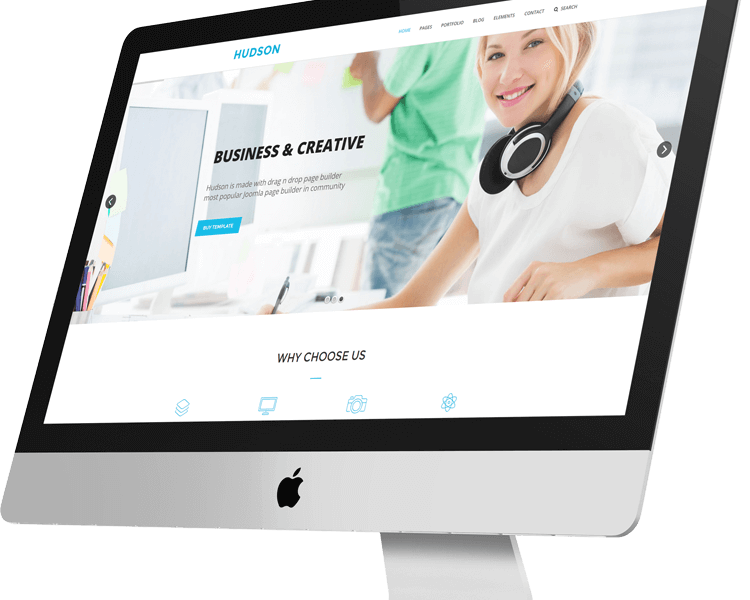 HUDSON
HOME PAGES PORTFOLIO BLOG ELEMENTS CONTACT SEARCH
BUSINESS & CREATIVE
Hudson is made with drag n drop page builder
most popular Joomla page builder in community
BUY TEMPLATE
WHY CHOOSE US